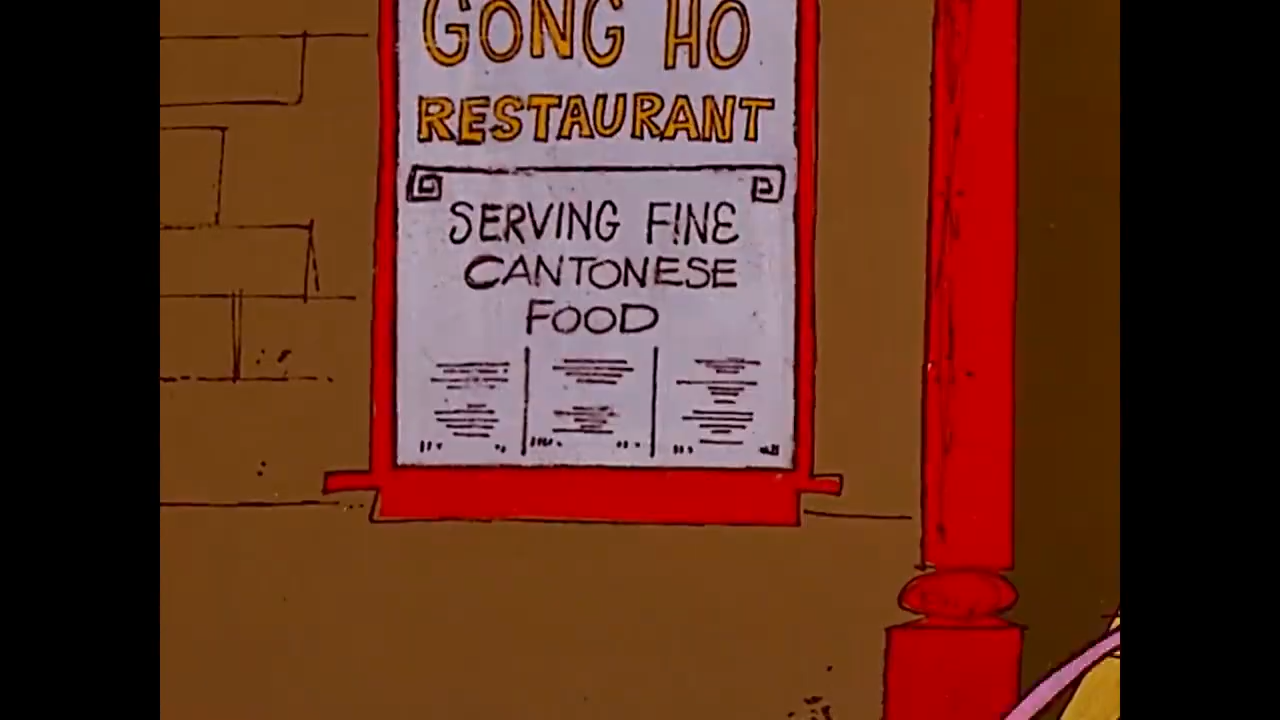 GONG HO
RESTAURANT
SERVING FINE
CANTONESE
FOOD